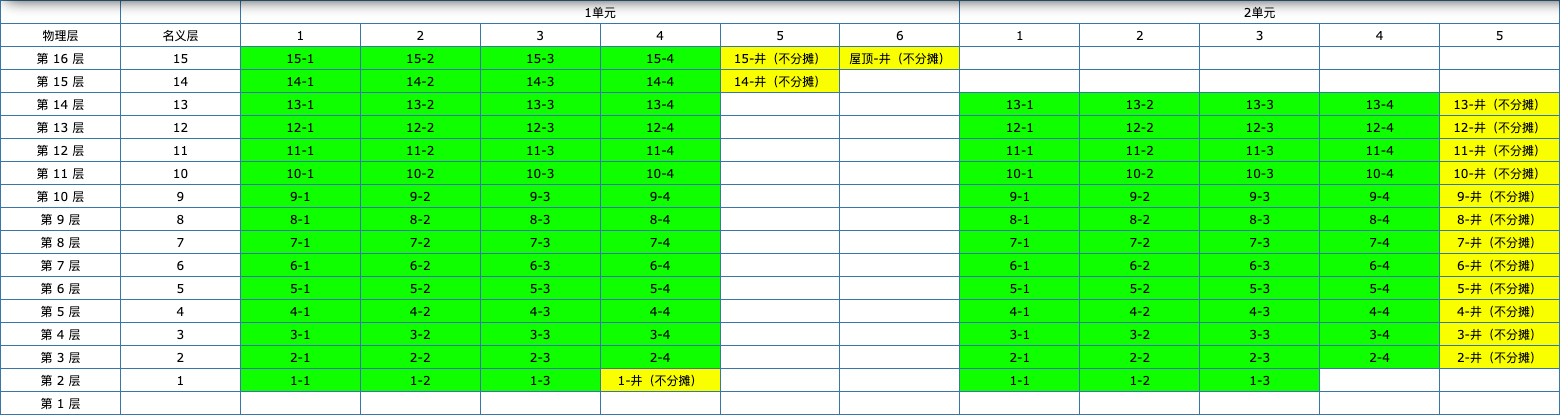 1单元 2单元
物理层 名义层 1 2 3 4 5 6 1 2 3 4 5
第 16 层 15 15-1 15-2 15-3 15-4 15-井（不分摊） 屋顶-井（不分摊）
第 15 层 14 14-1 14-2 14-3 14-4 14-井（不分摊）
第 14 层 13 13-1 13-2 13-3 13-4 13-1 13-2 13-3 13-4 13-井（不分摊）
第 13 层 12 12-1 12-2 12-3 12-4 12-1 12-2 12-3 12-4 12-井（不分摊）
第 12 层 11 11-1 11-2 11-3 11-4 11-1 11-2 11-3 11-4 11-井（不分摊）
第 11 层 10 10-1 10-2 10-3 10-4 10-1 10-2 10-3 10-4 10-井（不分摊）
第 10 层 9 9-1 9-2 9-3 9-4 9-1 9-2 9-3 9-4 9-井（不分摊）
第 9 层 8 8-1 8-2 8-3 8-4 8-1 8-2 8-3 8-4 8-井（不分摊）
第 8 层 7 7-1 7-2 7-3 7-4 7-1 7-2 7-3 7-4 7-井（不分摊）
第 7 层 6 6-1 6-2 6-3 6-4 6-1 6-2 6-3 6-4 6-井（不分摊）
第 6 层 5 5-1 5-2 5-3 5-4 5-1 5-2 5-3 5-4 5-井（不分摊）
第 5 层 4 4-1 4-2 4-3 4-4 4-1 4-2 4-3 4-4 4-井（不分摊）
第 4 层 3 3-1 3-2 3-3 3-4 3-1 3-2 3-3 3-4 3-井（不分摊）
第 3 层 2 2-1 2-2 2-3 2-4 2-1 2-2 2-3 2-4 2-井（不分摊）
第 2 层 1 1-1 1-2 1-3 1-井（不分摊） 1-1 1-2 1-3
第 1 层